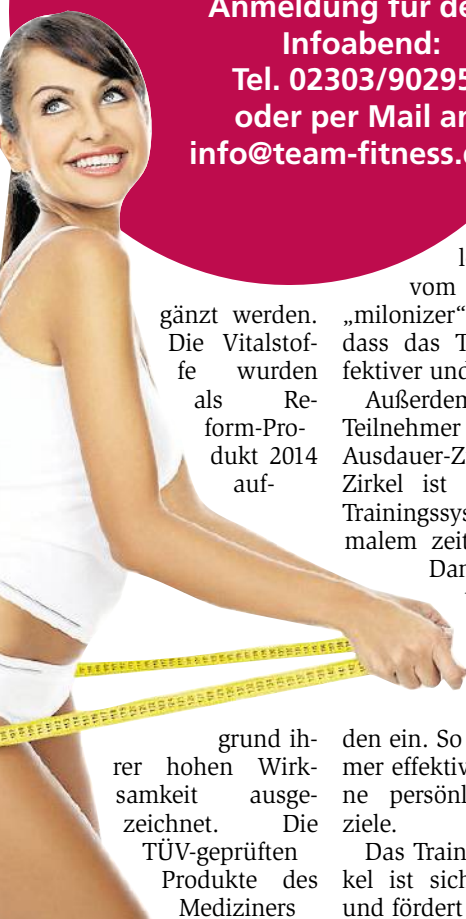 Anmeldung für de
Infoabend:
Tel. 02303/90295
oder per Mail an
info@team-fitness.
gänzt werden.
Die Vitalstof-
fe wurden
als Re-
form-Pro-
dukt 2014
auf-
grund ih-
rer hohen Wirk-
samkeit ausge-
zeichnet. Die
TÜV-geprüften
Produkte des
Mediziners
vom
„milonizer“
dass das T
fektiver und
Außerdem
Teilnehmer
Ausdauer-Z
Zirkel ist
Trainingssys
malem zeit
Dar
den ein. So
mer effektiv
ne persönl
ziele.
Das Train
kel ist sich
und fördert